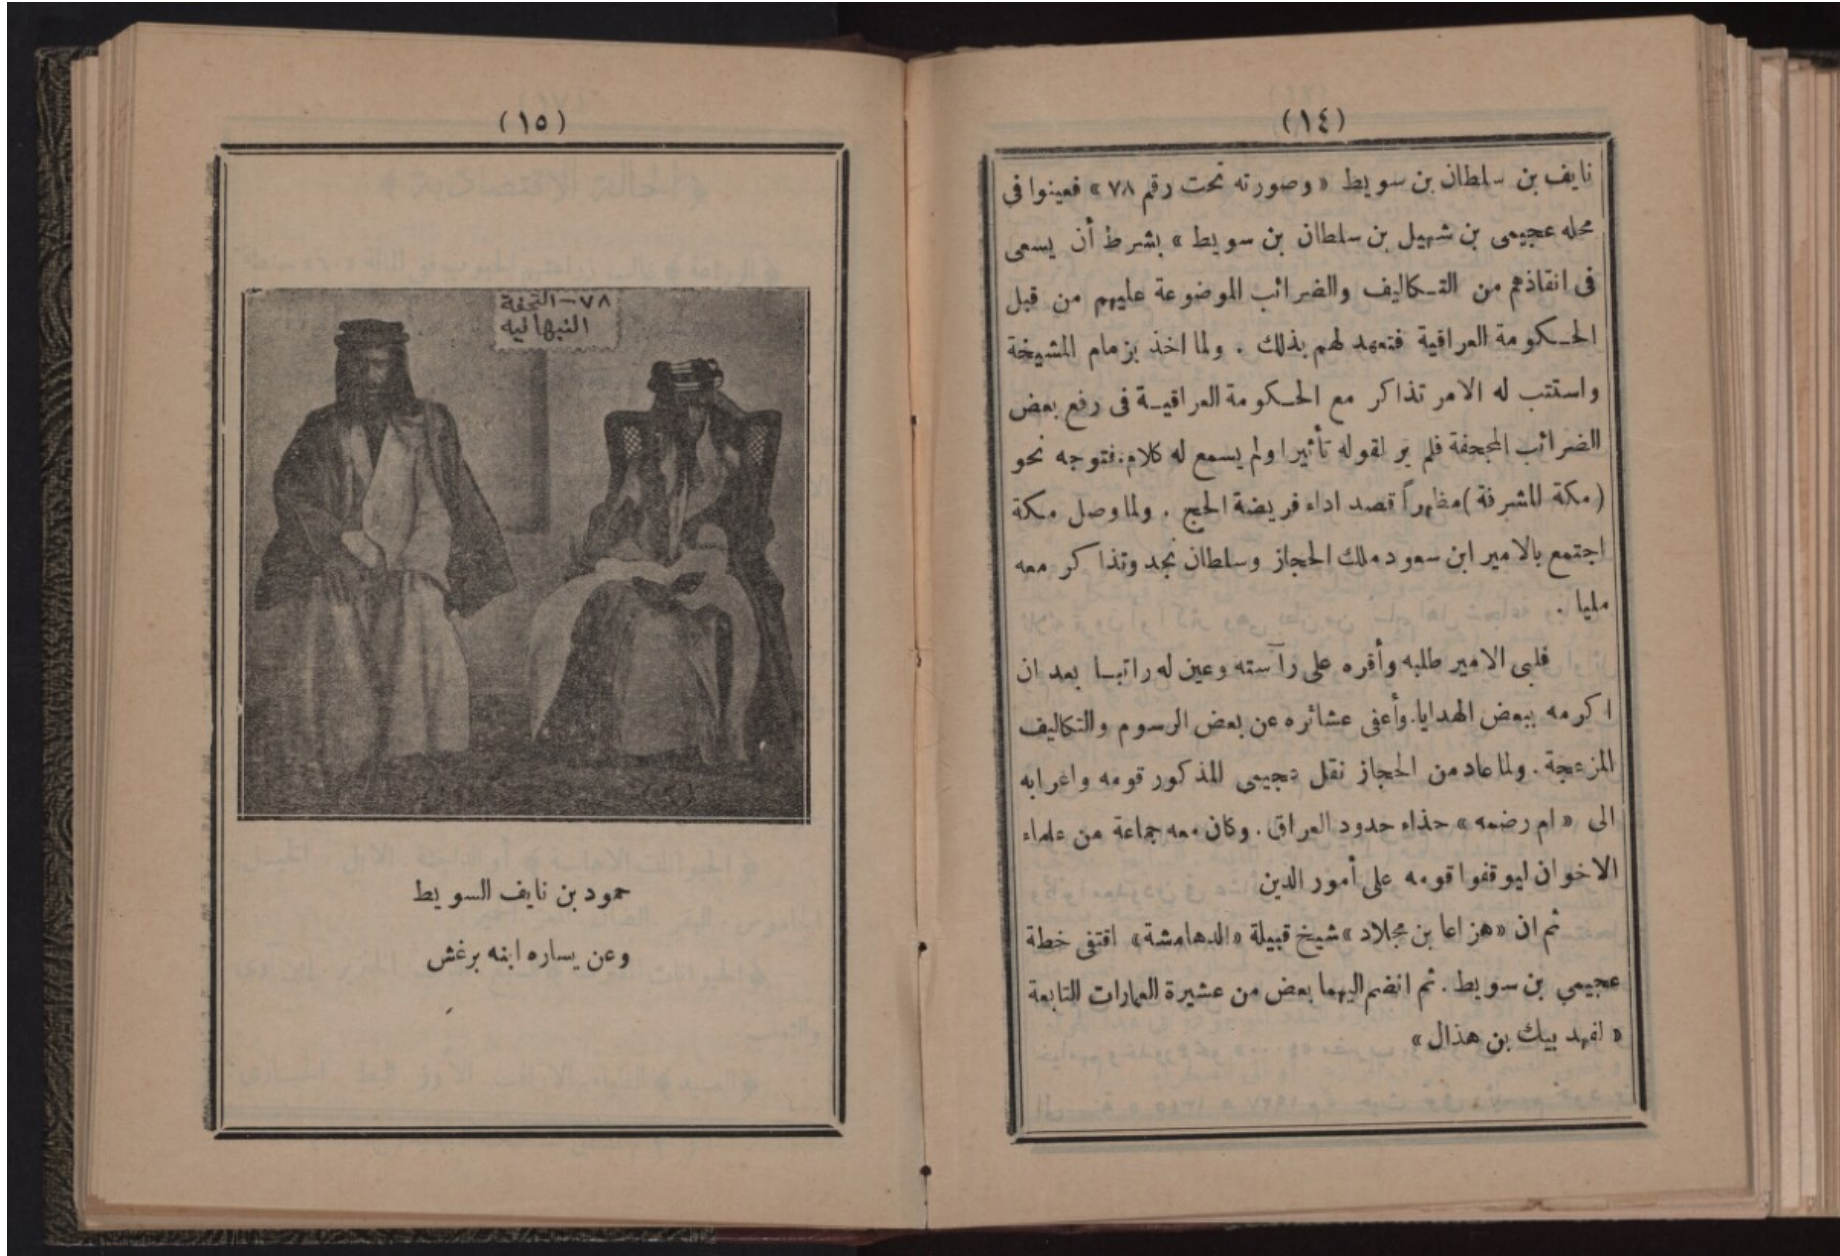 (١٤)
نايف بن سلطان بن سويط «وصورته تحت رقم ٧٨» فعينوا في
محله عجيمى بن شهيل بن سلطان بن سويط» بشرط أن يسعى
فى انقاذهم من التكاليف والضرائب الموضوعة عليهم من قبل
الحكومة العراقية فتعهد لهم بذلك . ولما اخذ بزمام المشيخة
واستتب له الامر تذاكر مع الحكومة العراقية فى رفع بعض
الضرائب المجحفة فلم ير لقوله تأثيرا ولم يسمع له كلام. فتوجه نحو
(مكة المشرفة) مظهراً قصد اداء فريضة الحج . ولما وصل مكة
اجتمع بالامير ابن سعود ملك الحجاز وسلطان نجد وتذاكر معه
مليا .
فلبى الامير طلبه وأقره على رآسته وعين له راتبا بعد ان
اكرمه ببعض الهدايا. وأعفى عشائره عن بعض الرسوم والتكاليف
المزعجة . ولما عاد من الحجاز نقل عجيمى المذكور قومه واعرابه
الى «ام رضمه» حذاء حدود العراق . وكان معه جماعة من علماء
الاخوان ليوقفوا قومه على أمور الدين
ثم ان «هزاعا بن مجلاد» شيخ قبيلة «الدهامشة» اقتفى خطة
عجيمي بن سويط . ثم انضم اليهما بعض من عشيرة العمارات التابعة
«لفهد بيك بن هذال»
(١٥)
٧٨-التحفة
النبهانيه
حمود بن نايف السويط
وعن يساره ابنه برغش